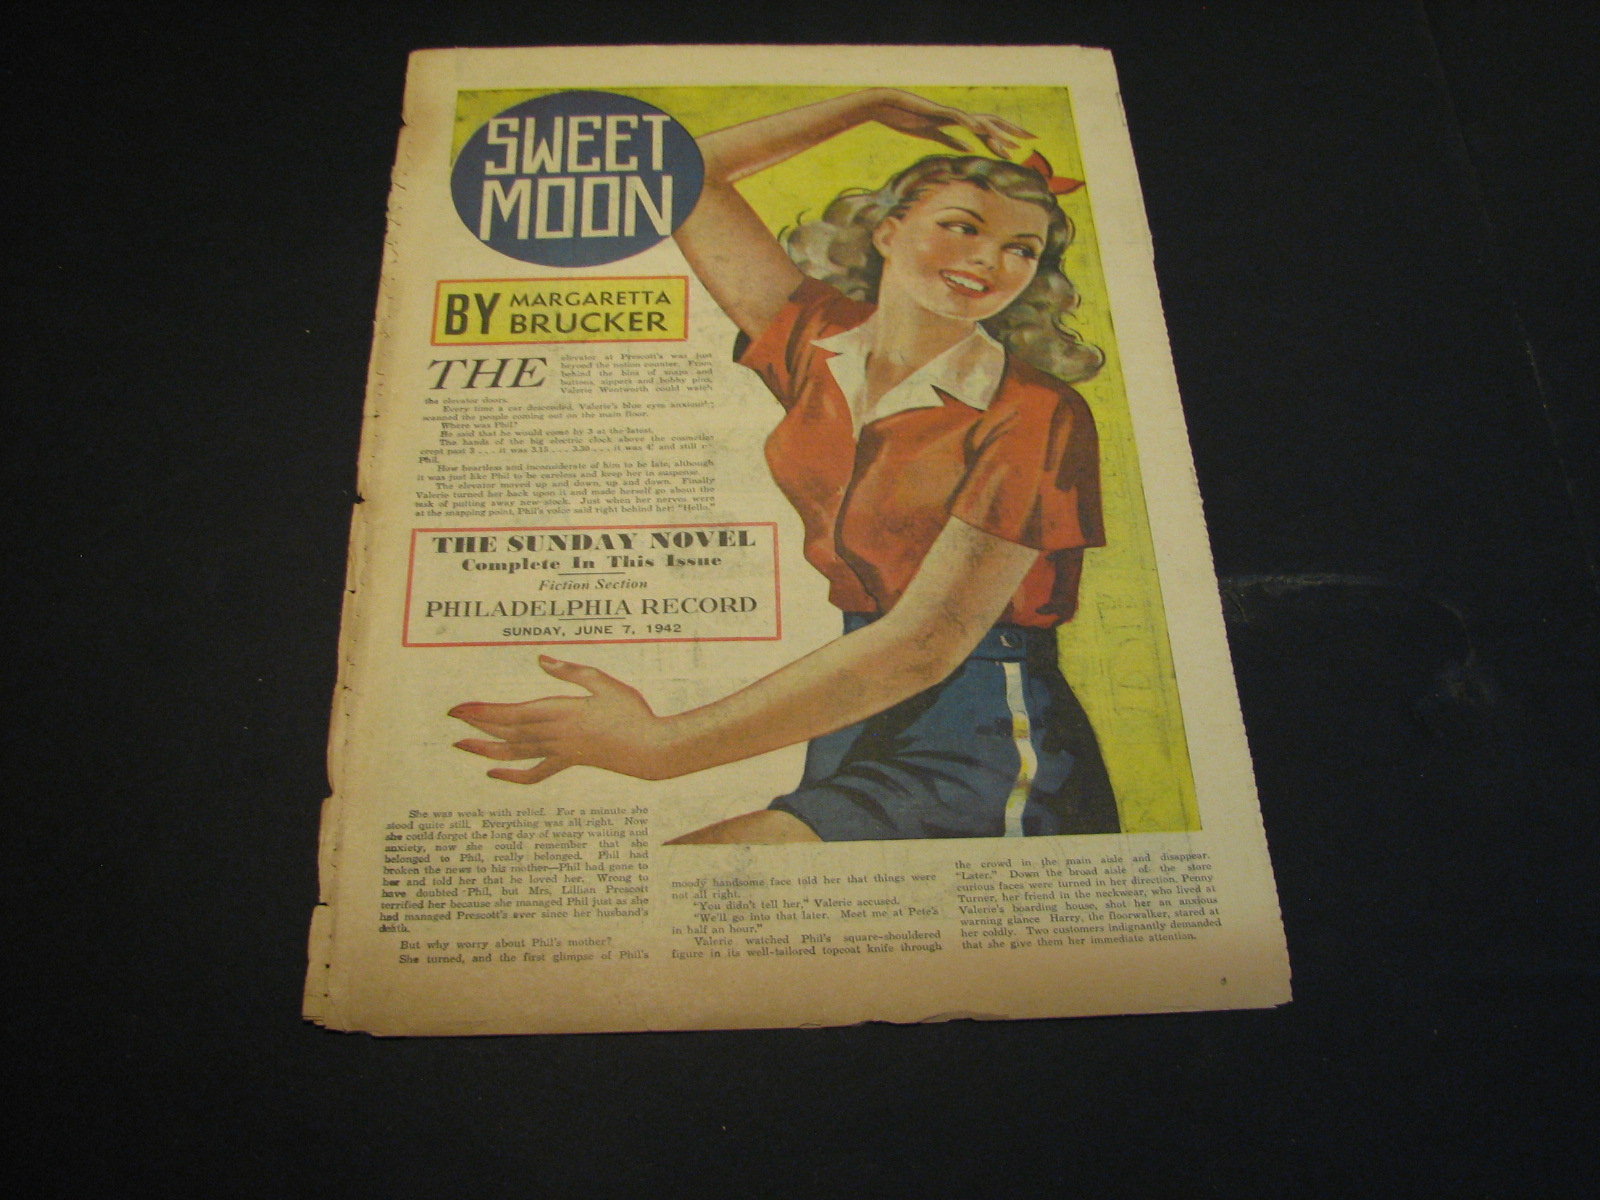 SWEET
MOON
BY MARGARETTA
BRUCKER
THE elevator at Prescott's was just
beyond the notion counter. From
behind the bins of snaps and
buttons, zippers and bobby pins,
Valerie Wentworth could watch
the elevator doors.
Every time a car descended, Valerie's blue eyes anxiously
scanned the people coming out on the main floor.
Where was Phil?
He said that he would come by 3 at the latest.
The hands of the big electric clock above the cosmetics
crept past 3 . . . it was 3.15 . . . 3.30 . . . it was 4! and still
Phil.
How heartless and inconsiderate of him to be late, although
it was just like Phil to be careless and keep her in suspense.
The elevator moved up and down, up and down. Finally
Valerie turned her back upon it and made herself go about the
task of putting away new stock. Just when her nerves were
at the snapping point, Phil's voice said right behind her: "Hello."
THE SUNDAY NOVEL
Complete In This Issue
Fiction Section
PHILADELPHIA RECORD
SUNDAY, JUNE 7, 1942
She was weak with relief. For a minute she
stood quite still. Everything was all right. Now
she could forget the long day of weary waiting and
anxiety, now she could remember that she
belonged to Phil, really belonged. Phil had
broken the news to his mother—Phil had gone to
her and told her that he loved her. Wrong to
have doubted Phil, but Mrs. Lillian Prescott
terrified her because she managed Phil just as she
had managed Prescott's ever since her husband's
death.
But why worry about Phil's mother?
She turned, and the first glimpse of Phil's
moody handsome face told her that things were
not all right.
"You didn't tell her," Valerie accused.
"We'll go into that later. Meet me at Pete's
in half an hour."
Valerie watched Phil's square-shouldered
figure in its well-tailored topcoat knife through
the crowd in the main aisle and disappear.
"Later." Down the broad aisle of the store
curious faces were turned in her direction. Penny
Turner, her friend in the neckwear, who lived at
Valerie's boarding house, shot her an anxious
warning glance. Harry, the floorwalker, stared at
her coldly. Two customers indignantly demanded
that she give them her immediate attention.